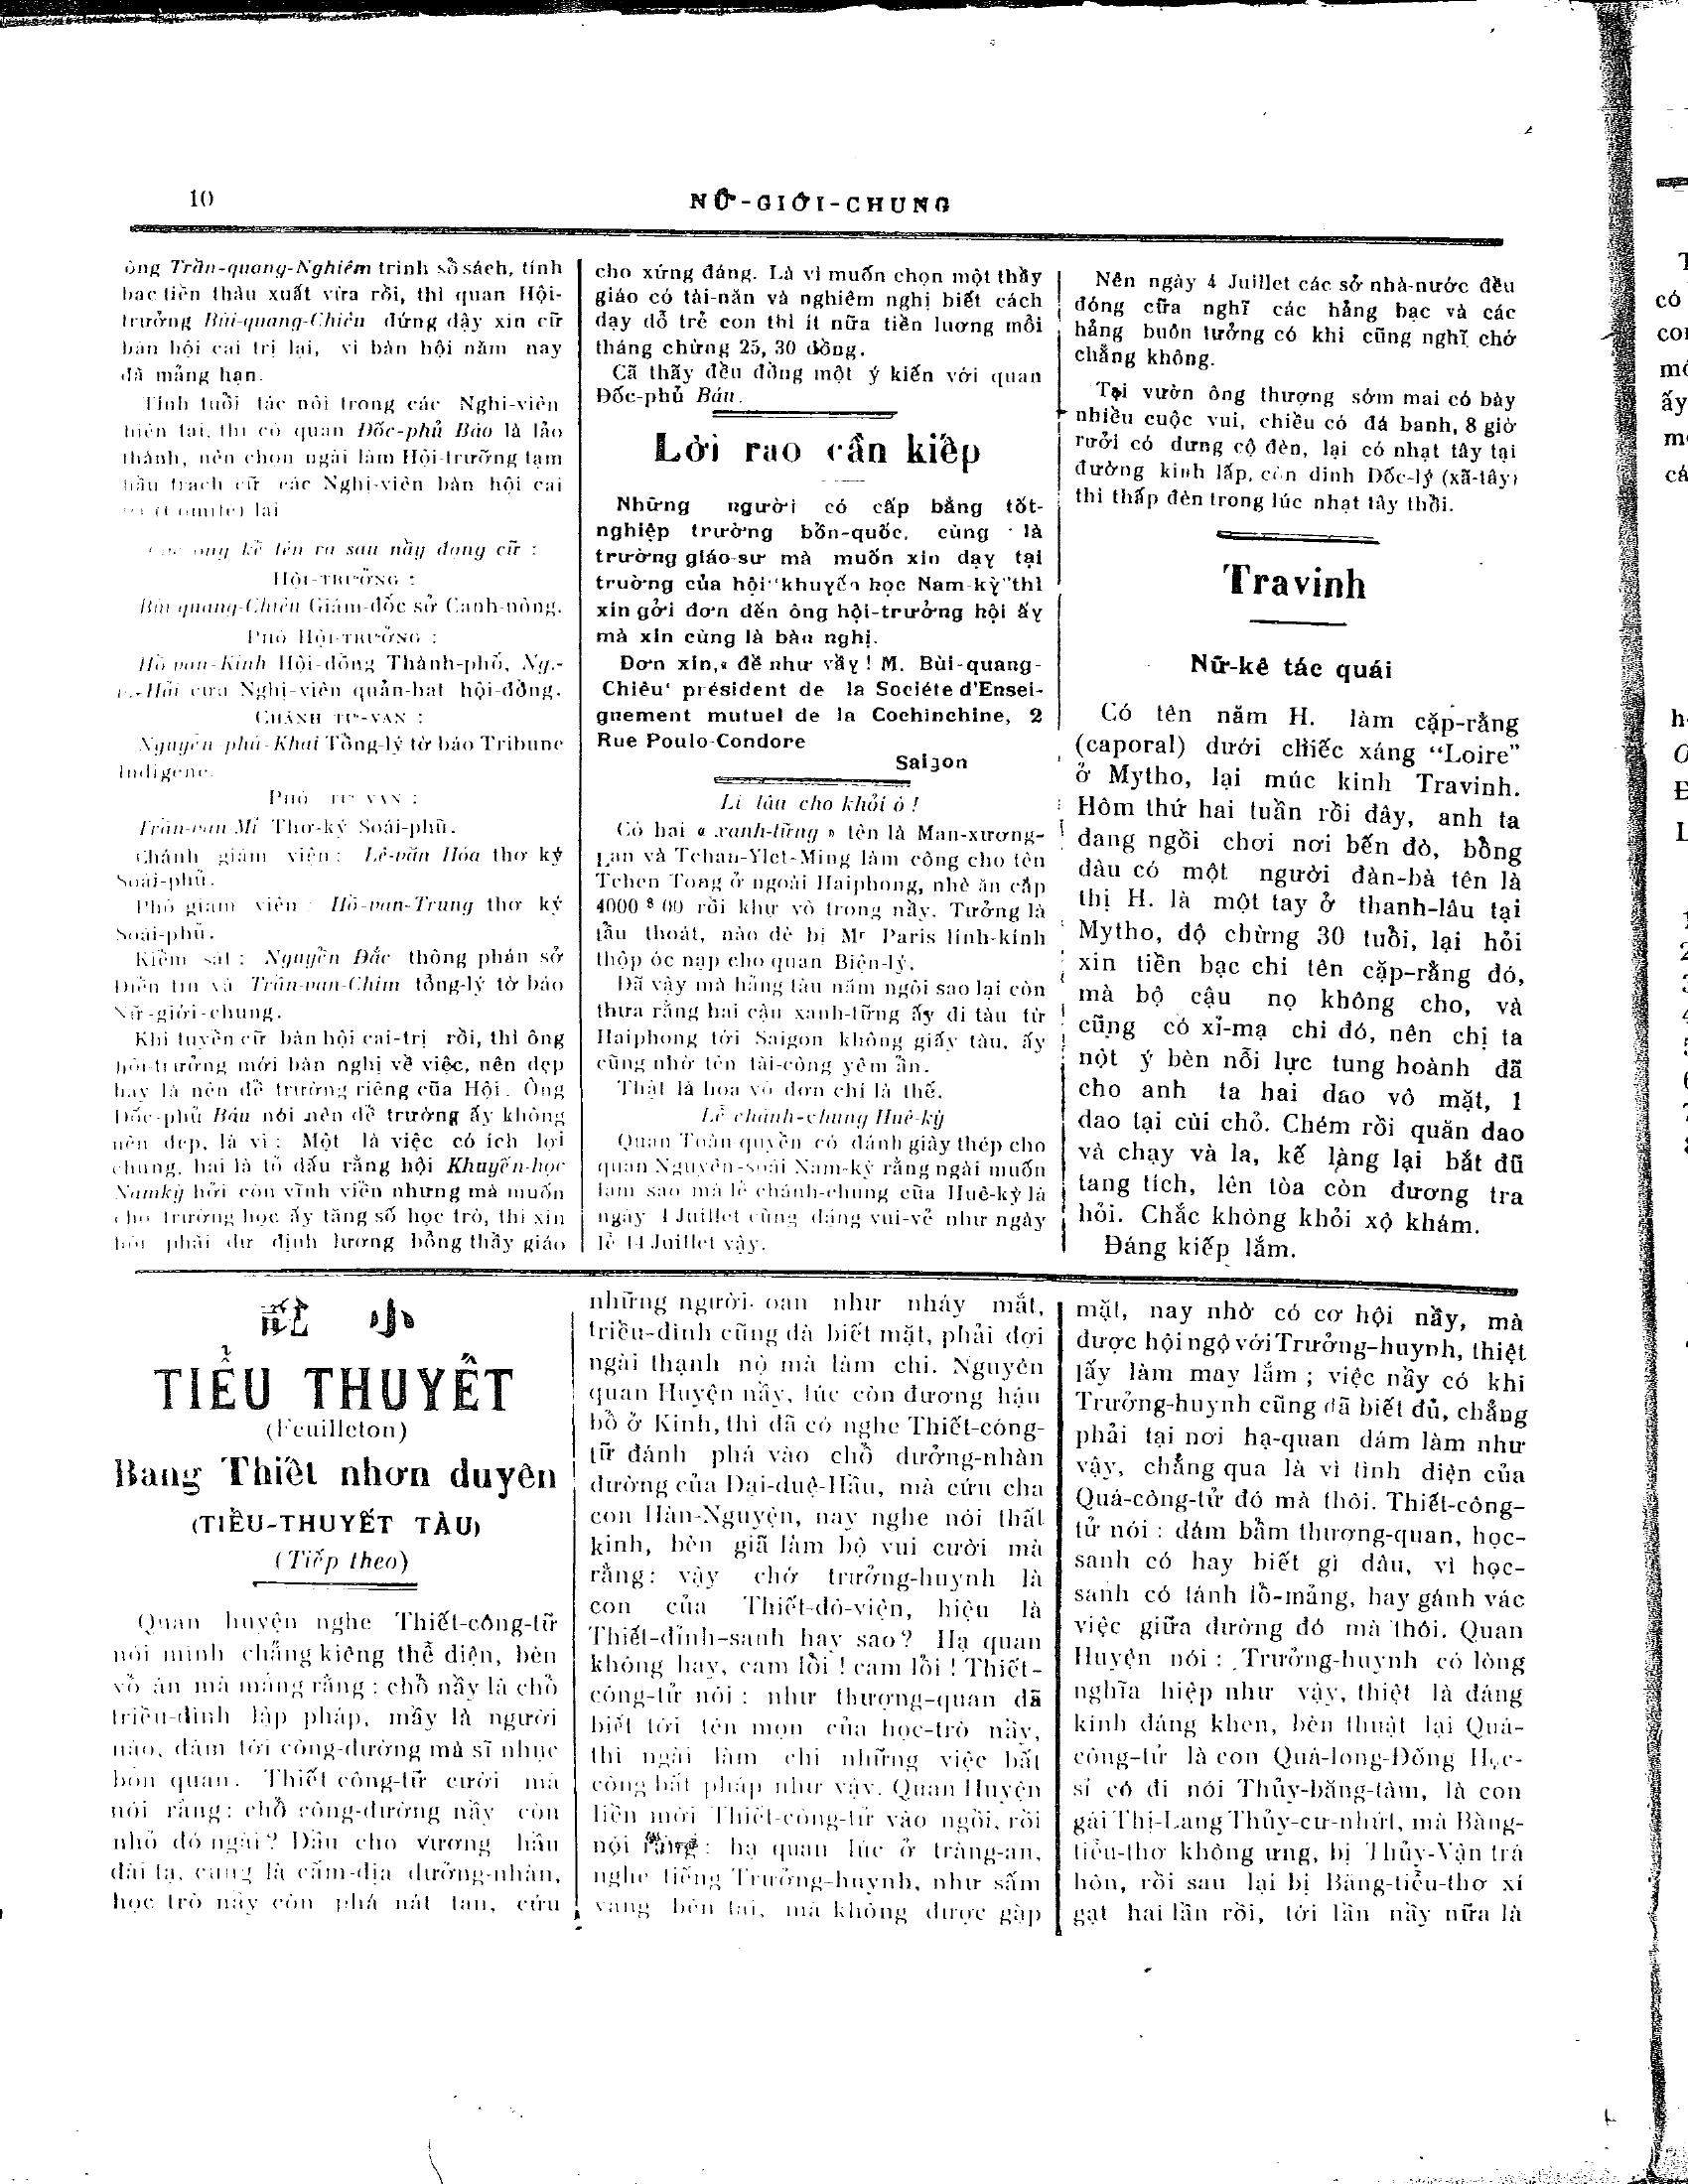 10
NỮ-GIỚI-CHUNG
ông Trần-quang-Nghiêm trình sổ sách, tính
bạc tiền thâu xuất vừa rồi, thì quan Hội-
trưởng Bùi-quang-Chiêu đứng dậy xin cữ
bàn hội cai trị lại, vì bàn hội năm nay
đã mảng hạn.
Tính tuổi tác nôi trong các Nghi-viên
hiện tại, thì có quan Đốc-phủ Báo là lảo
thành, nên chọn ngài làm Hội-trưỡng tạm
hầu trạch cữ các Nghị-viên bàn hội cai
(Comité) lại
ông kể tên ra sau nầy đặng cữ :
HỘI-TRƯỞNG :
Bùi quang-Chiêu Giám-đốc sở Canh-nông.
PHÓ HỘI-TRƯỞNG :
Hồ van-Kinh Hội-đồng Thành-phố, Ng.-
-Hải cựu Nghị-viên quản-hạt hội-đồng.
CHÁNH TƯ-VẤN :
Nguyễn phú-Khai Tổng-lý tờ báo Tribune
Indigène.
PHÓ TƯ VẤN :
Trần-van Mĩ Thơ-ký Soái-phũ.
Chánh giám viên : Lê-văn Hóa thơ ký
Soái-phủ.
Phó giám viên : Hồ-van-Trung thơ ký
Soái-phũ.
Kiểm sát : Nguyễn Đắc thông phán sở
Điển tín và Trần-van-Chim tổng-lý tờ báo
Nữ-giới-chung.
Khi tuyển cữ bàn hội cai-trị rồi, thì ông
hội-trưởng mới bàn nghị về việc, nên dẹp
hay là nên để trường riêng cũa Hội. Ông
Đốc-phủ Báu nói nên để trường ấy không
nên dẹp, là vì : Một là việc có ích lợi
chung, hai là tỏ dấu rằng hội Khuyến-học
Namkỳ hởi còn vĩnh viễn nhưng mà muốn
cho trường học ấy tăng số học trò, thì xin
hội phải dự định lương bổng thầy giáo
cho xứng đáng. Là vì muốn chọn một thầy
giáo có tài-năn và nghiêm nghị biết cách
dạy dỗ trẻ con thì ít nữa tiền luơng mỗi
tháng chừng 25, 30 đồng.
Cã thãy đều đồng một ý kiến với quan
Đốc-phủ Báu.
Lời rao cần kiếp
Những người có cấp bằng tốt-
nghiệp trường bổn-quốc, cùng là
trường giáo-sư mà muốn xin dạy tại
truờng của hội "khuyến học Nam-kỳ" thì
xin gởi đơn đến ông hội-trưởng hội ấy
mà xin cùng là bàn nghị.
Đơn xin, đề như vầy ! M. Bùi-quang-
Chiêu président de la Sociéte d'Ensei-
gnement mutuel de la Cochinchine, 2
Rue Poulo-Condore
Saigon
Lì lâu cho khỏi ô !
Có hai « xanh-tửng » tên là Man-xương-
Lan và Tchan-Ylet-Ming làm công cho tên
Tchen Tong ở ngoài Haiphong, nhè ăn cắp
4000 $ 00 rồi khự vô trong nầy. Tưởng là
tẩu thoát, nào dè bị Mr Paris linh-kính
thộp óc nạp cho quan Biện-lý.
Đã vậy mà hãng tàu năm ngôi sao lại còn
thưa rằng hai cậu xanh-tững ấy đi tàu từ
Haiphong tới Saigon không giấy tàu, ấy
cũng nhờ tên tài-công yểm ẩn.
Thật là họa vô đơn chí là thế.
Lễ chánh-chung Huê-kỳ
Quan Toàn quyền có đánh giây thép cho
quan Nguyên-soái Nam-kỳ rằng ngài muốn
làm sao mà lễ chánh-chung cũa Huê-kỳ là
ngày 4 Juillet cũng đặng vui-vẻ như ngày
lễ 14 Juillet vậy.
Nên ngày 4 Juillet các sở nhà-nước đều
đóng cữa nghĩ các hảng bạc và các
hảng buôn tưởng có khi cũng nghĩ chớ
chẳng không.
Tại vườn ông thượng sớm mai có bày
nhiều cuộc vui, chiều có đá banh, 8 giờ
rưởi có dưng cộ đèn, lại có nhạt tây tại
đường kinh lấp, còn dinh Đốc-lý (xã-tây)
thì thấp đèn trong lúc nhạt tây thồi.
Travinh
Nữ-kê tác quái
Có tên năm H. làm cặp-rằng
(caporal) dưới chiếc xáng "Loire"
ở Mytho, lại múc kinh Travinh.
Hôm thứ hai tuần rồi đây, anh ta
đang ngồi chơi nơi bến đò, bỗng
đàu có một người đàn-bà tên là
thị H. là một tay ở thanh-lâu tại
Mytho, độ chừng 30 tuổi, lại hỏi
xin tiền bạc chi tên cặp-rằng đó,
mà bộ cậu nọ không cho, và
cũng có xỉ-mạ chi đó, nên chị ta
nột ý bèn nỗi lực tung hoành đã
cho anh ta hai dao vô mặt, 1
dao tại cùi chỏ. Chém rồi quăn dao
và chạy và la, kế làng lại bắt đũ
tang tích, lên tòa còn đương tra
hỏi. Chắc không khỏi xộ khám.
Đáng kiếp lắm.
小
TIỂU THUYẾT
(Feuilleton)
Bang Thiết nhơn duyên
(TIỂU-THUYẾT TÀU)
(Tiếp theo)
Quan huyện nghe Thiết-công-tữ
nói mình chẳng kiêng thể diện, bèn
vỗ án mà mắng rằng : chỗ nầy là chổ
triều-đình lập pháp, mầy là người
nào, dám tới công-đường mà sĩ nhục
bổn quan. Thiết công-tữ cười mà
nói rằng : chỗ công-đường nầy còn
nhỏ đó ngài ? Dẫu cho vương hầu
đài tạ, cang là cấm-địa dưởng-nhàn,
học trò nầy còn phá nát tan, cứu
những người oan như nháy mắt,
triều-đình cũng đà biết mặt, phải đợi
ngài thạnh nộ mà làm chi. Nguyên
quan Huyện nầy, lúc còn đương hậu
bổ ở Kinh, thì đã có nghe Thiết-công-
tữ đánh phá vào chỗ dưởng-nhàn
đường của Đại-duệ-Hầu, mà cứu cha
con Hàn-Nguyện, nay nghe nói thất
kinh, bèn giã làm bộ vui cười mà
rằng : vậy chớ trưởng-huynh là
con của Thiết-đô-viện, hiệu là
Thiết-đỉnh-sanh hay sao ? Hạ quan
không hay, cam lỗi ! cam lỗi ! Thiết-
công-tử nói : như thượng-quan đã
biết tới tên mọn của học-trò nầy,
thì ngài làm chi những việc bất
công bất pháp như vậy. Quan Huyện
liền mời Thiết-công-tử vào ngồi, rồi
nói rằng : hạ quan lúc ở tràng-an,
nghe tiếng Trưởng-huynh, như sấm
vang bên tai, mà không được gặp
mặt, nay nhờ có cơ hội nầy, mà
được hội ngộ với Trưởng-huynh, thiệt
lấy làm may lắm ; việc nầy có khi
Trưởng-huynh cũng đã biết đủ, chẳng
phải tại nơi hạ-quan dám làm như
vậy, chẳng qua là vì tình điện của
Quá-công-tử đó mà thôi. Thiết-công-
tử nói : dám bẩm thượng-quan, học-
sanh có hay biết gì đâu, vì học-
sanh có tánh lỗ-mảng, hay gánh vác
việc giữa đường đó mà thôi. Quan
Huyện nói : Trưởng-huynh có lòng
nghĩa hiệp như vậy, thiệt là đáng
kinh đáng khen, bèn thuật lại Quá-
công-tử là con Quá-long-Đống Học-
sĩ có đi nói Thủy-băng-tâm, là con
gái Thị-Lang Thủy-cư-nhứt, mà Băng-
tiểu-thơ không ưng, bị Thủy-Vận trá
hôn, rồi sau lại bị Băng-tiểu-thơ xí
gạt hai lần rồi, tới lần nầy nữa là